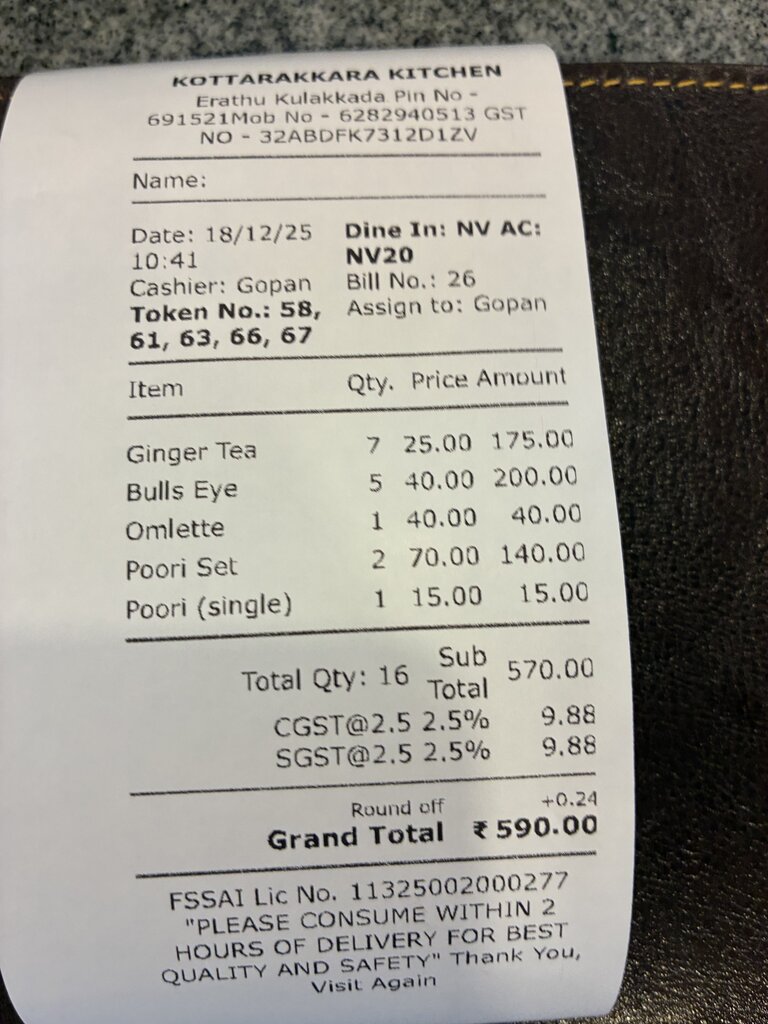 KOTTARAKKARA KITCHEN
Erathu Kulakkada Pin No -
691521Mob No - 6282940513 GST
NO - 32ABDFK7312D1ZV
Name:
Date: 18/12/25
10:41
Cashier: Gopan
Token No.: 58,
61, 63, 66, 67
Dine In: NV AC:
NV20
Bill No.: 26
Assign to: Gopan
Item Qty. Price Amount
Ginger Tea 7 25.00 175.00
Bulls Eye 5 40.00 200.00
Omlette 1 40.00 40.00
Poori Set 2 70.00 140.00
Poori (single) 1 15.00 15.00
Total Qty: 16 Sub Total 570.00
CGST@2.5 2.5% 9.88
SGST@2.5 2.5% 9.88
Round off +0.24
Grand Total ₹ 590.00
FSSAI Lic No. 11325002000277
"PLEASE CONSUME WITHIN 2
HOURS OF DELIVERY FOR BEST
QUALITY AND SAFETY" Thank You,
Visit Again